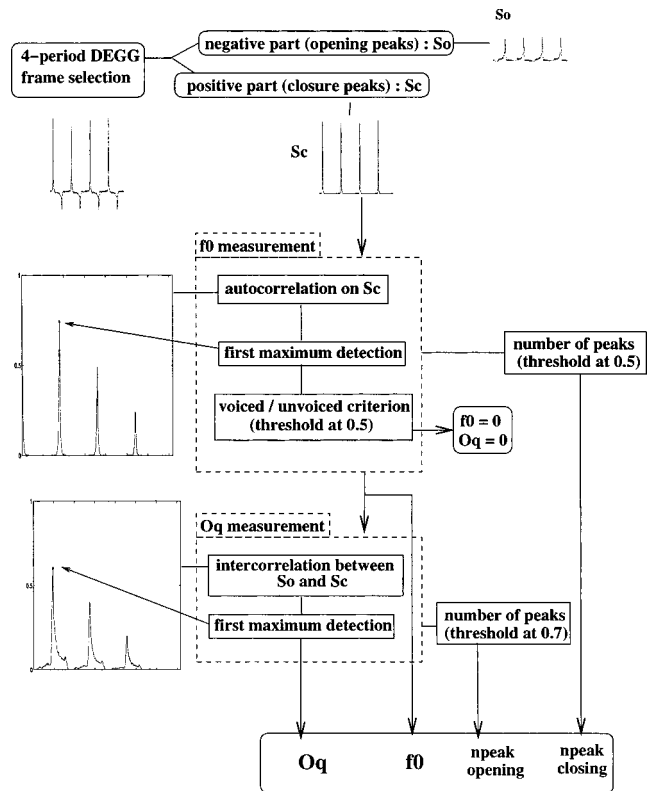 So
negative part (opening peaks) : So
4-period DEGG
frame selection
positive part (closure peaks) : Sc
Sc
f0 measurement
1
autocorrelation on Sc
0.5
first maximum detection
number of peaks
(threshold at 0.5)
voiced / unvoiced criterion
(threshold at 0.5)
f0 = 0
Oq = 0
0
Oq measurement
1
intercorrelation between
So and Sc
0.5
first maximum detection
number of peaks
(threshold at 0.7)
0
Oq
f0
npeak
opening
npeak
closing